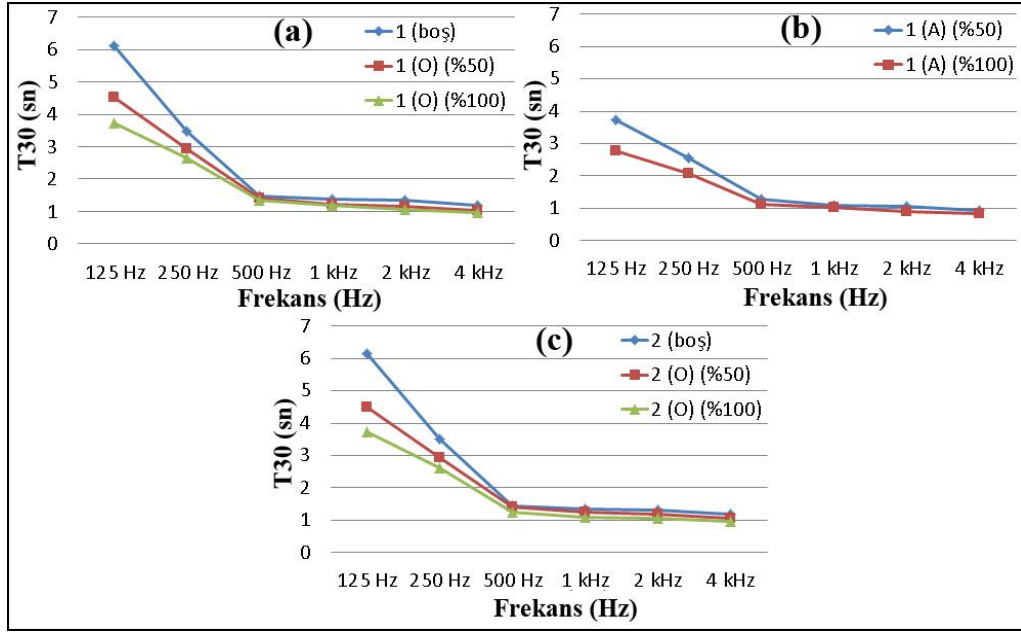 (a)
1 (boş)
1 (O) (%50)
1 (O) (%100)
T30 (sn)
7
6
5
4
3
2
1
0
125 Hz 250 Hz 500 Hz 1 kHz 2 kHz 4 kHz
Frekans (Hz)
(b)
1 (A) (%50)
1 (A) (%100)
T30 (sn)
7
6
5
4
3
2
1
0
125 Hz 250 Hz 500 Hz 1 kHz 2 kHz 4 kHz
Frekans (Hz)
(c)
2 (boş)
2 (O) (%50)
2 (O) (%100)
T30 (sn)
7
6
5
4
3
2
1
0
125 Hz 250 Hz 500 Hz 1 kHz 2 kHz 4 kHz
Frekans (Hz)